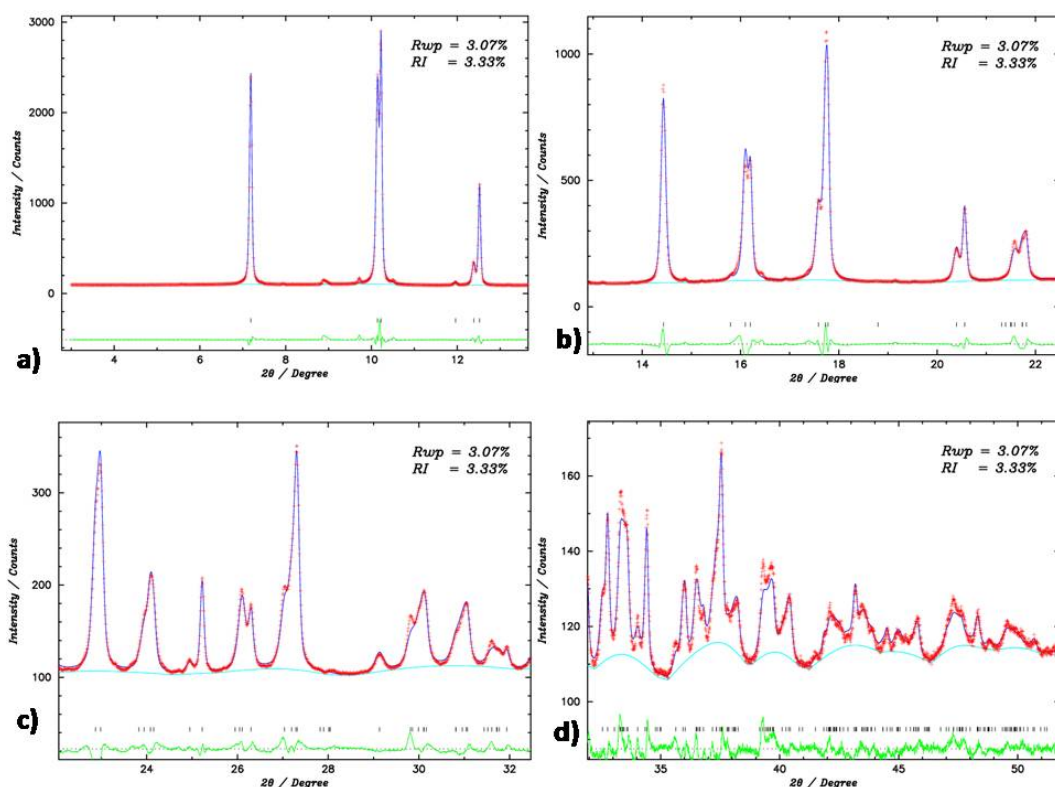 3000
2000
1000
0
Intensity / Counts
Rwp = 3.07%
RI = 3.33%
4 6 8 10 12
2θ / Degree
a)
1000
500
0
Intensity / Counts
Rwp = 3.07%
RI = 3.33%
14 16 18 20 22
2θ / Degree
b)
300
200
100
Intensity / Counts
Rwp = 3.07%
RI = 3.33%
24 26 28 30 32
2θ / Degree
c)
160
140
120
100
Intensity / Counts
Rwp = 3.07%
RI = 3.33%
35 40 45 50
2θ / Degree
d)